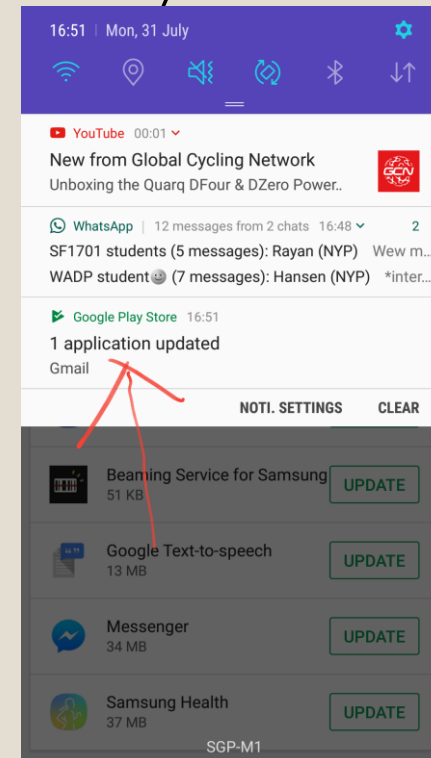 16:51 | Mon, 31 July
YouTube 00:01
New from Global Cycling Network
Unboxing the Quarq DFour & DZero Power..
GCN
WhatsApp | 12 messages from 2 chats 16:48 2
SF1701 students (5 messages): Rayan (NYP) Wew m...
WADP student🌚 (7 messages): Hansen (NYP) *inter...
Google Play Store 16:51
1 application updated
Gmail
NOTI. SETTINGS CLEAR
Beaming Service for Samsung UPDATE
51 KB
Google Text-to-speech UPDATE
13 MB
Messenger UPDATE
34 MB
Samsung Health UPDATE
37 MB
SGP-M1